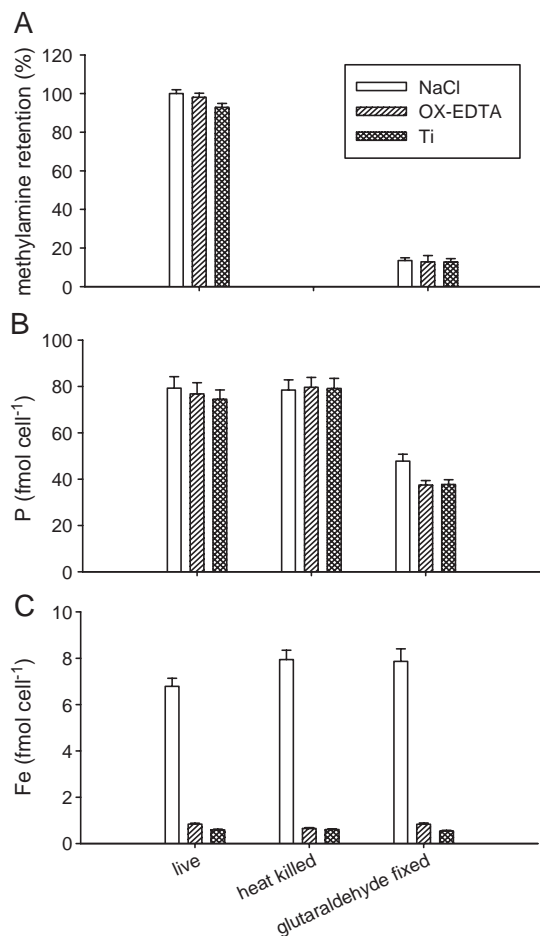 A
methylamine retention (%)
120
100
80
60
40
20
0
NaCl
OX-EDTA
Ti
B
P (fmol cell⁻¹)
100
80
60
40
20
0
C
Fe (fmol cell⁻¹)
10
8
6
4
2
0
live
heat killed
glutaraldehyde fixed